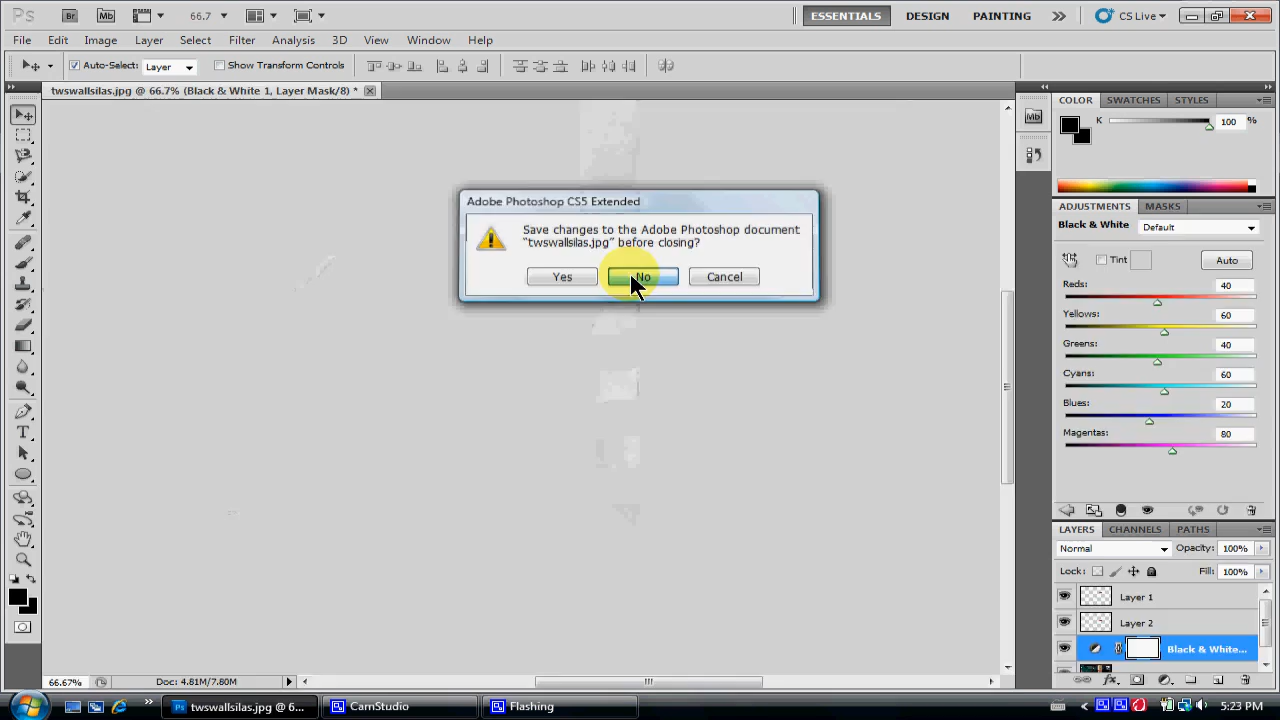 Ps Br Mb 66.7 ESSENTIALS DESIGN PAINTING CS Live
File Edit Image Layer Select Filter Analysis 3D View Window Help
Auto-Select: Layer Show Transform Controls
twswallsilas.jpg @ 66.7% (Black & White 1, Layer Mask/8) *
COLOR SWATCHES STYLES
K 100 %
Mb
Adobe Photoshop CS5 Extended
Save changes to the Adobe Photoshop document
"twswallsilas.jpg" before closing?
Yes No Cancel
ADJUSTMENTS MASKS
Black & White Default
Tint Auto
Reds: 40
Yellows: 60
Greens: 40
Cyans: 60
Blues: 20
Magentas: 80
LAYERS CHANNELS PATHS
Normal Opacity: 100%
Lock: Fill: 100%
Layer 1
Layer 2
Black & White...
66.67% Doc: 4.81M/7.80M
twswallsilas.jpg @ 6... CamStudio Flashing 5:23 PM